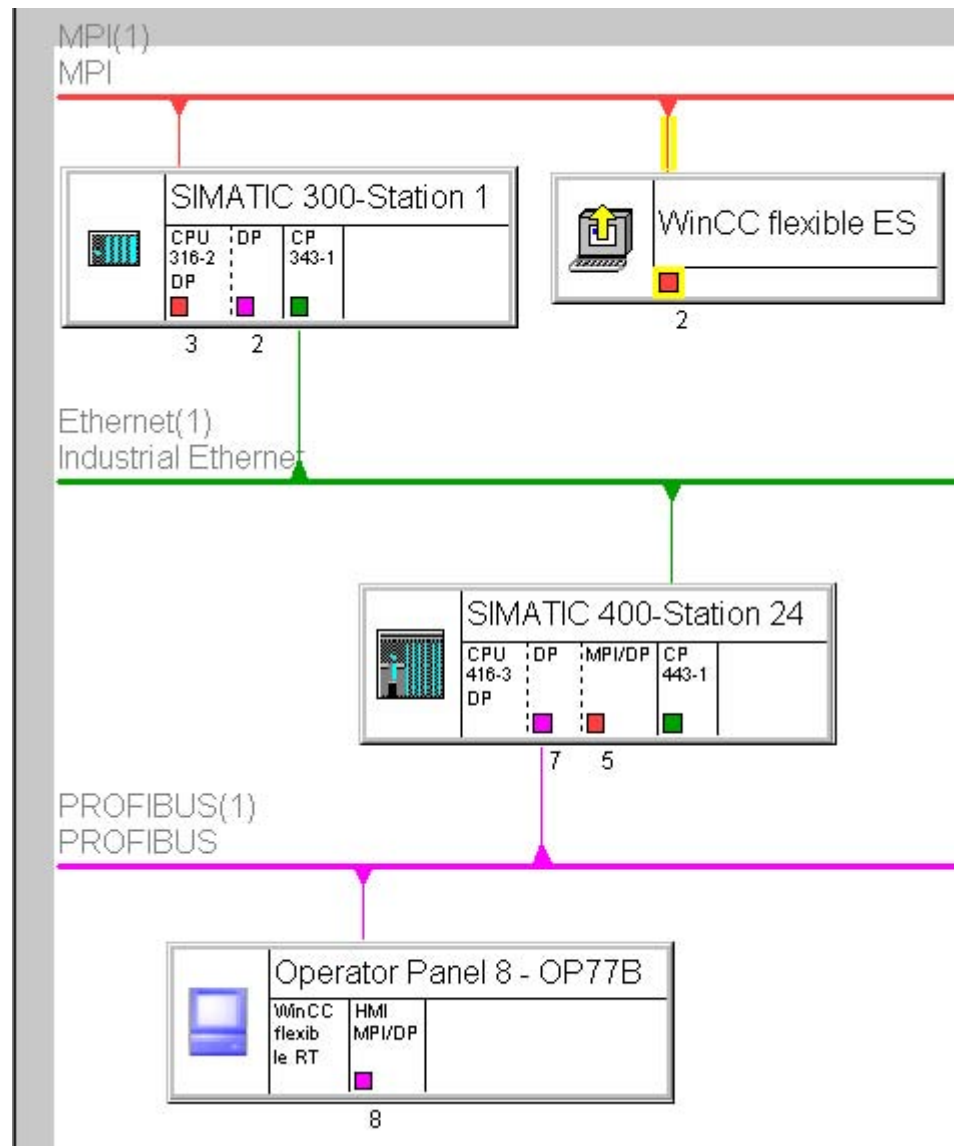 MPI(1)
MPI
SIMATIC 300-Station 1
CPU 316-2 DP
DP
CP 343-1
3
2
WinCC flexible ES
2
Ethernet(1)
Industrial Ethernet
SIMATIC 400-Station 24
CPU 416-3 DP
DP
MPI/DP
CP 443-1
7
5
PROFIBUS(1)
PROFIBUS
Operator Panel 8 - OP77B
WinCC flexib le RT
HMI MPI/DP
8